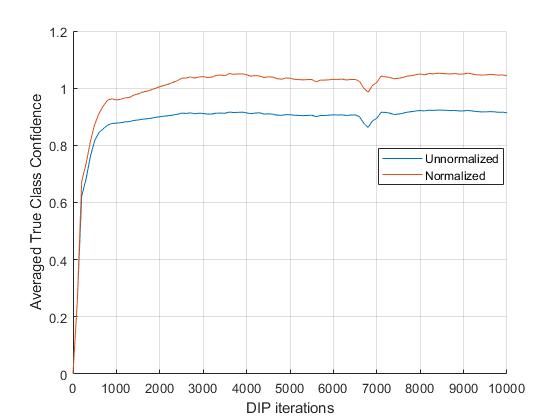 1.2
1
0.8
0.6
0.4
0.2
0
Averaged True Class Confidence
Unnormalized
Normalized
0 1000 2000 3000 4000 5000 6000 7000 8000 9000 10000
DIP iterations